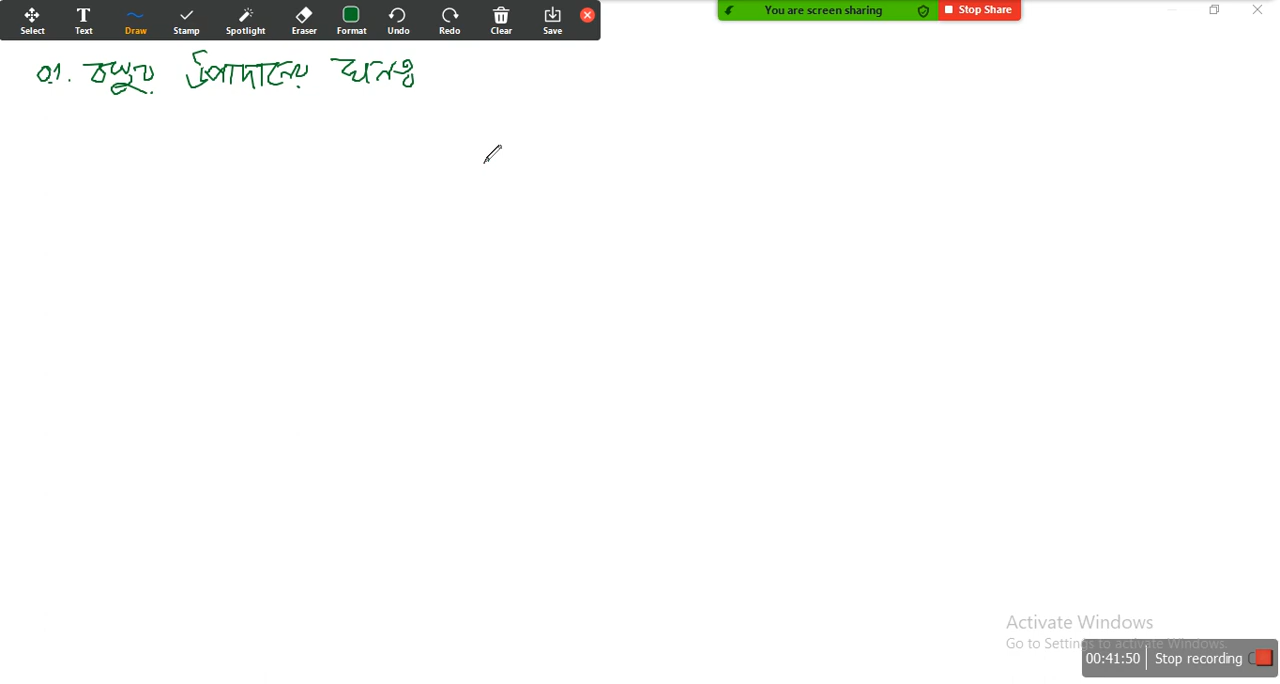 Select Text Draw Stamp Spotlight Eraser Format Undo Redo Clear Save
You are screen sharing Stop Share
০১. বস্তুর উপাদানের ঘনত্ব
Activate Windows
Go to Settings to activate Windows.
00:41:50 Stop recording